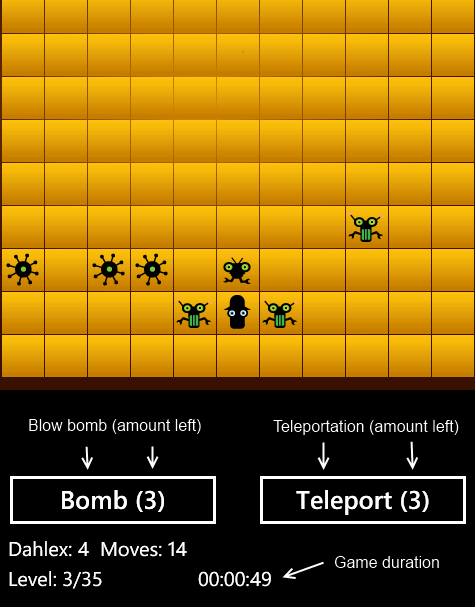 Blow bomb (amount left)
Teleportation (amount left)
Bomb (3)
Teleport (3)
Dahlex: 4 Moves: 14
Game duration
Level: 3/35
00:00:49